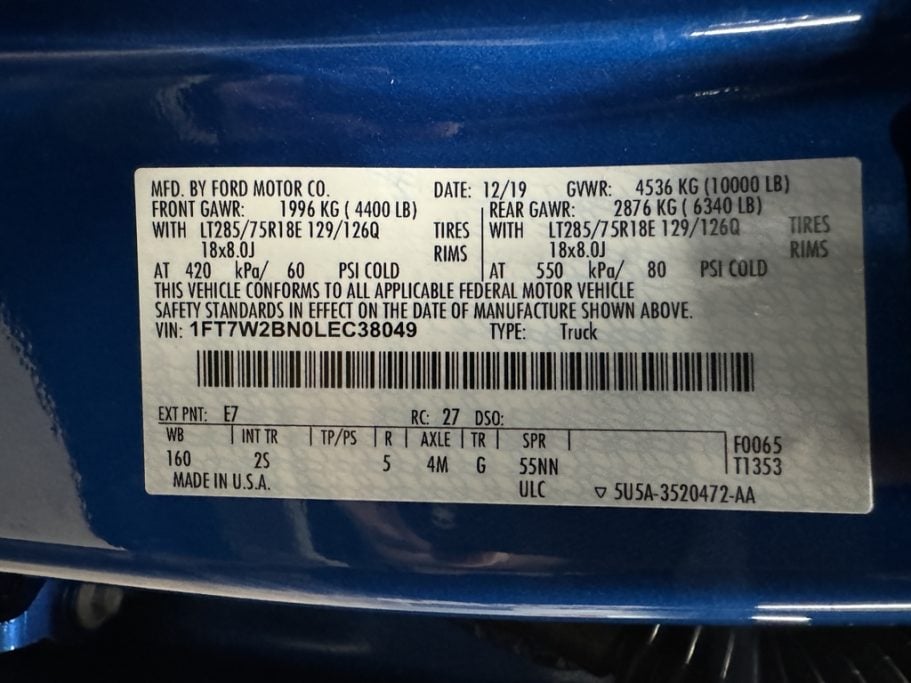 MFD. BY FORD MOTOR CO. DATE: 12/19 GVWR: 4536 KG (10000 LB)
FRONT GAWR: 1996 KG ( 4400 LB) REAR GAWR: 2876 KG ( 6340 LB)
WITH LT285/75R18E 129/126Q TIRES WITH LT285/75R18E 129/126Q TIRES
18x8.0J RIMS 18x8.0J RIMS
AT 420 kPa/ 60 PSI COLD AT 550 kPa/ 80 PSI COLD
THIS VEHICLE CONFORMS TO ALL APPLICABLE FEDERAL MOTOR VEHICLE
SAFETY STANDARDS IN EFFECT ON THE DATE OF MANUFACTURE SHOWN ABOVE.
VIN: 1FT7W2BN0LEC38049 TYPE: Truck
EXT PNT: E7 RC: 27 DSO:
WB INT TR TP/PS R AXLE TR SPR F0065
160 2S 5 4M G 55NN T1353
MADE IN U.S.A. ULC ▽ 5U5A-3520472-AA